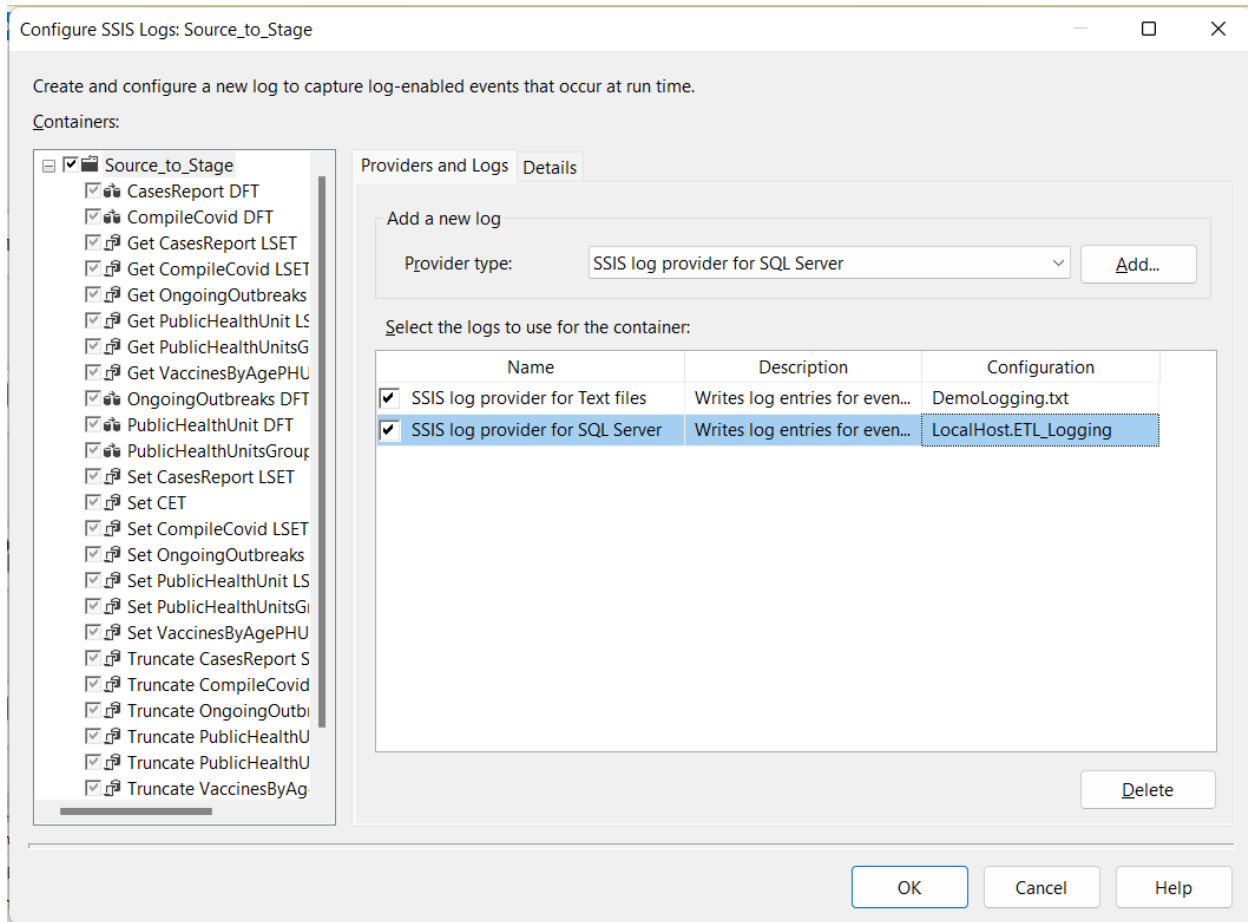 Configure SSIS Logs: Source_to_Stage
Create and configure a new log to capture log-enabled events that occur at run time.
Containers:
Source_to_Stage
CasesReport DFT
CompileCovid DFT
Get CasesReport LSET
Get CompileCovid LSET
Get OngoingOutbreaks
Get PublicHealthUnit LS
Get PublicHealthUnitsG
Get VaccinesByAgePHU
OngoingOutbreaks DFT
PublicHealthUnit DFT
PublicHealthUnitsGroup
Set CasesReport LSET
Set CET
Set CompileCovid LSET
Set OngoingOutbreaks
Set PublicHealthUnit LS
Set PublicHealthUnitsGr
Set VaccinesByAgePHU
Truncate CasesReport S
Truncate CompileCovid
Truncate OngoingOutbr
Truncate PublicHealthU
Truncate PublicHealthU
Truncate VaccinesByAg
Providers and Logs Details
Add a new log
Provider type: SSIS log provider for SQL Server Add...
Select the logs to use for the container:
Name Description Configuration
SSIS log provider for Text files Writes log entries for even... DemoLogging.txt
SSIS log provider for SQL Server Writes log entries for even... LocalHost.ETL_Logging
Delete
OK Cancel Help